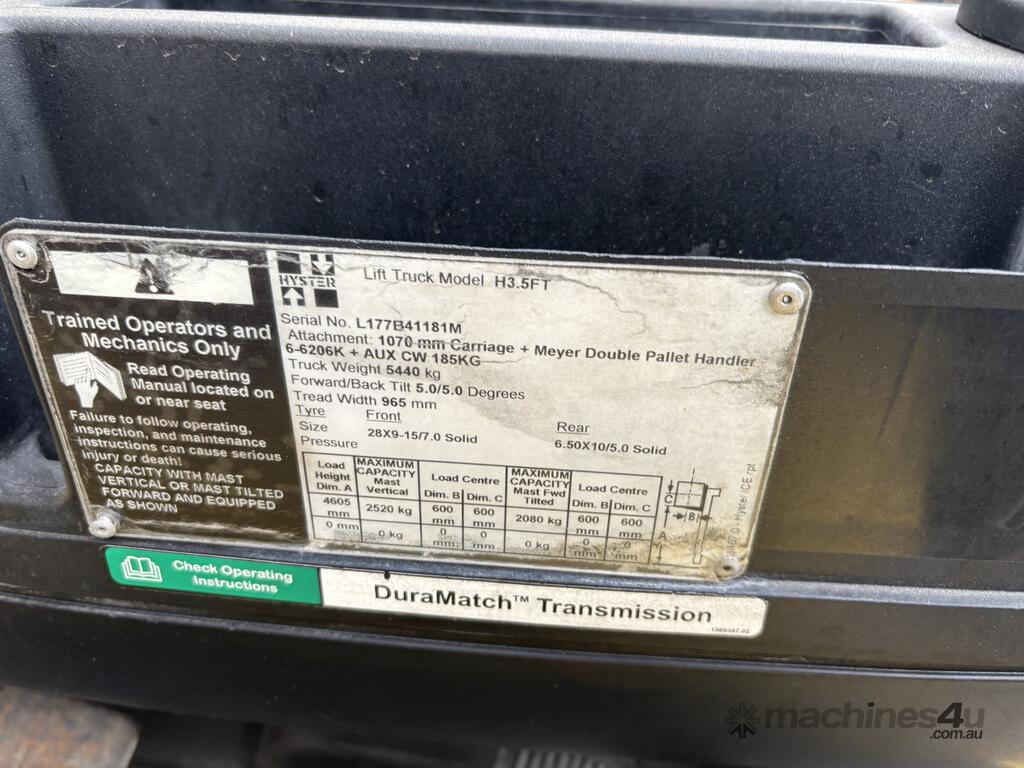 Trained Operators and
Mechanics Only
Read Operating
Manual located on
or near seat
Failure to follow operating,
inspection, and maintenance
instructions can cause serious
injury or death!
CAPACITY WITH MAST
VERTICAL OR MAST TILTED
FORWARD AND EQUIPPED
AS SHOWN
HYSTER
Lift Truck Model H3.5FT
Serial No. L177B41181M
Attachment: 1070 mm Carriage + Meyer Double Pallet Handler
6-6206K + AUX CW 185KG
Truck Weight 5440 kg
Forward/Back Tilt 5.0/5.0 Degrees
Tread Width 965 mm
Tyre Front Rear
Size 28X9-15/7.0 Solid 6.50X10/5.0 Solid
Pressure
Load Height Dim. A MAXIMUM CAPACITY Mast Vertical Load Centre Dim. B Dim. C MAXIMUM CAPACITY Mast Fwd Tilted Load Centre Dim. B Dim. C
4605 mm 2520 kg 600 mm 600 mm 2080 kg 600 mm 600 mm
0 mm 0 kg 0 mm 0 mm 0 kg 0 mm 0 mm
C
B
A
Hyster ICE.rpt
Check Operating
Instructions
DuraMatch™ Transmission
machines4u
.com.au